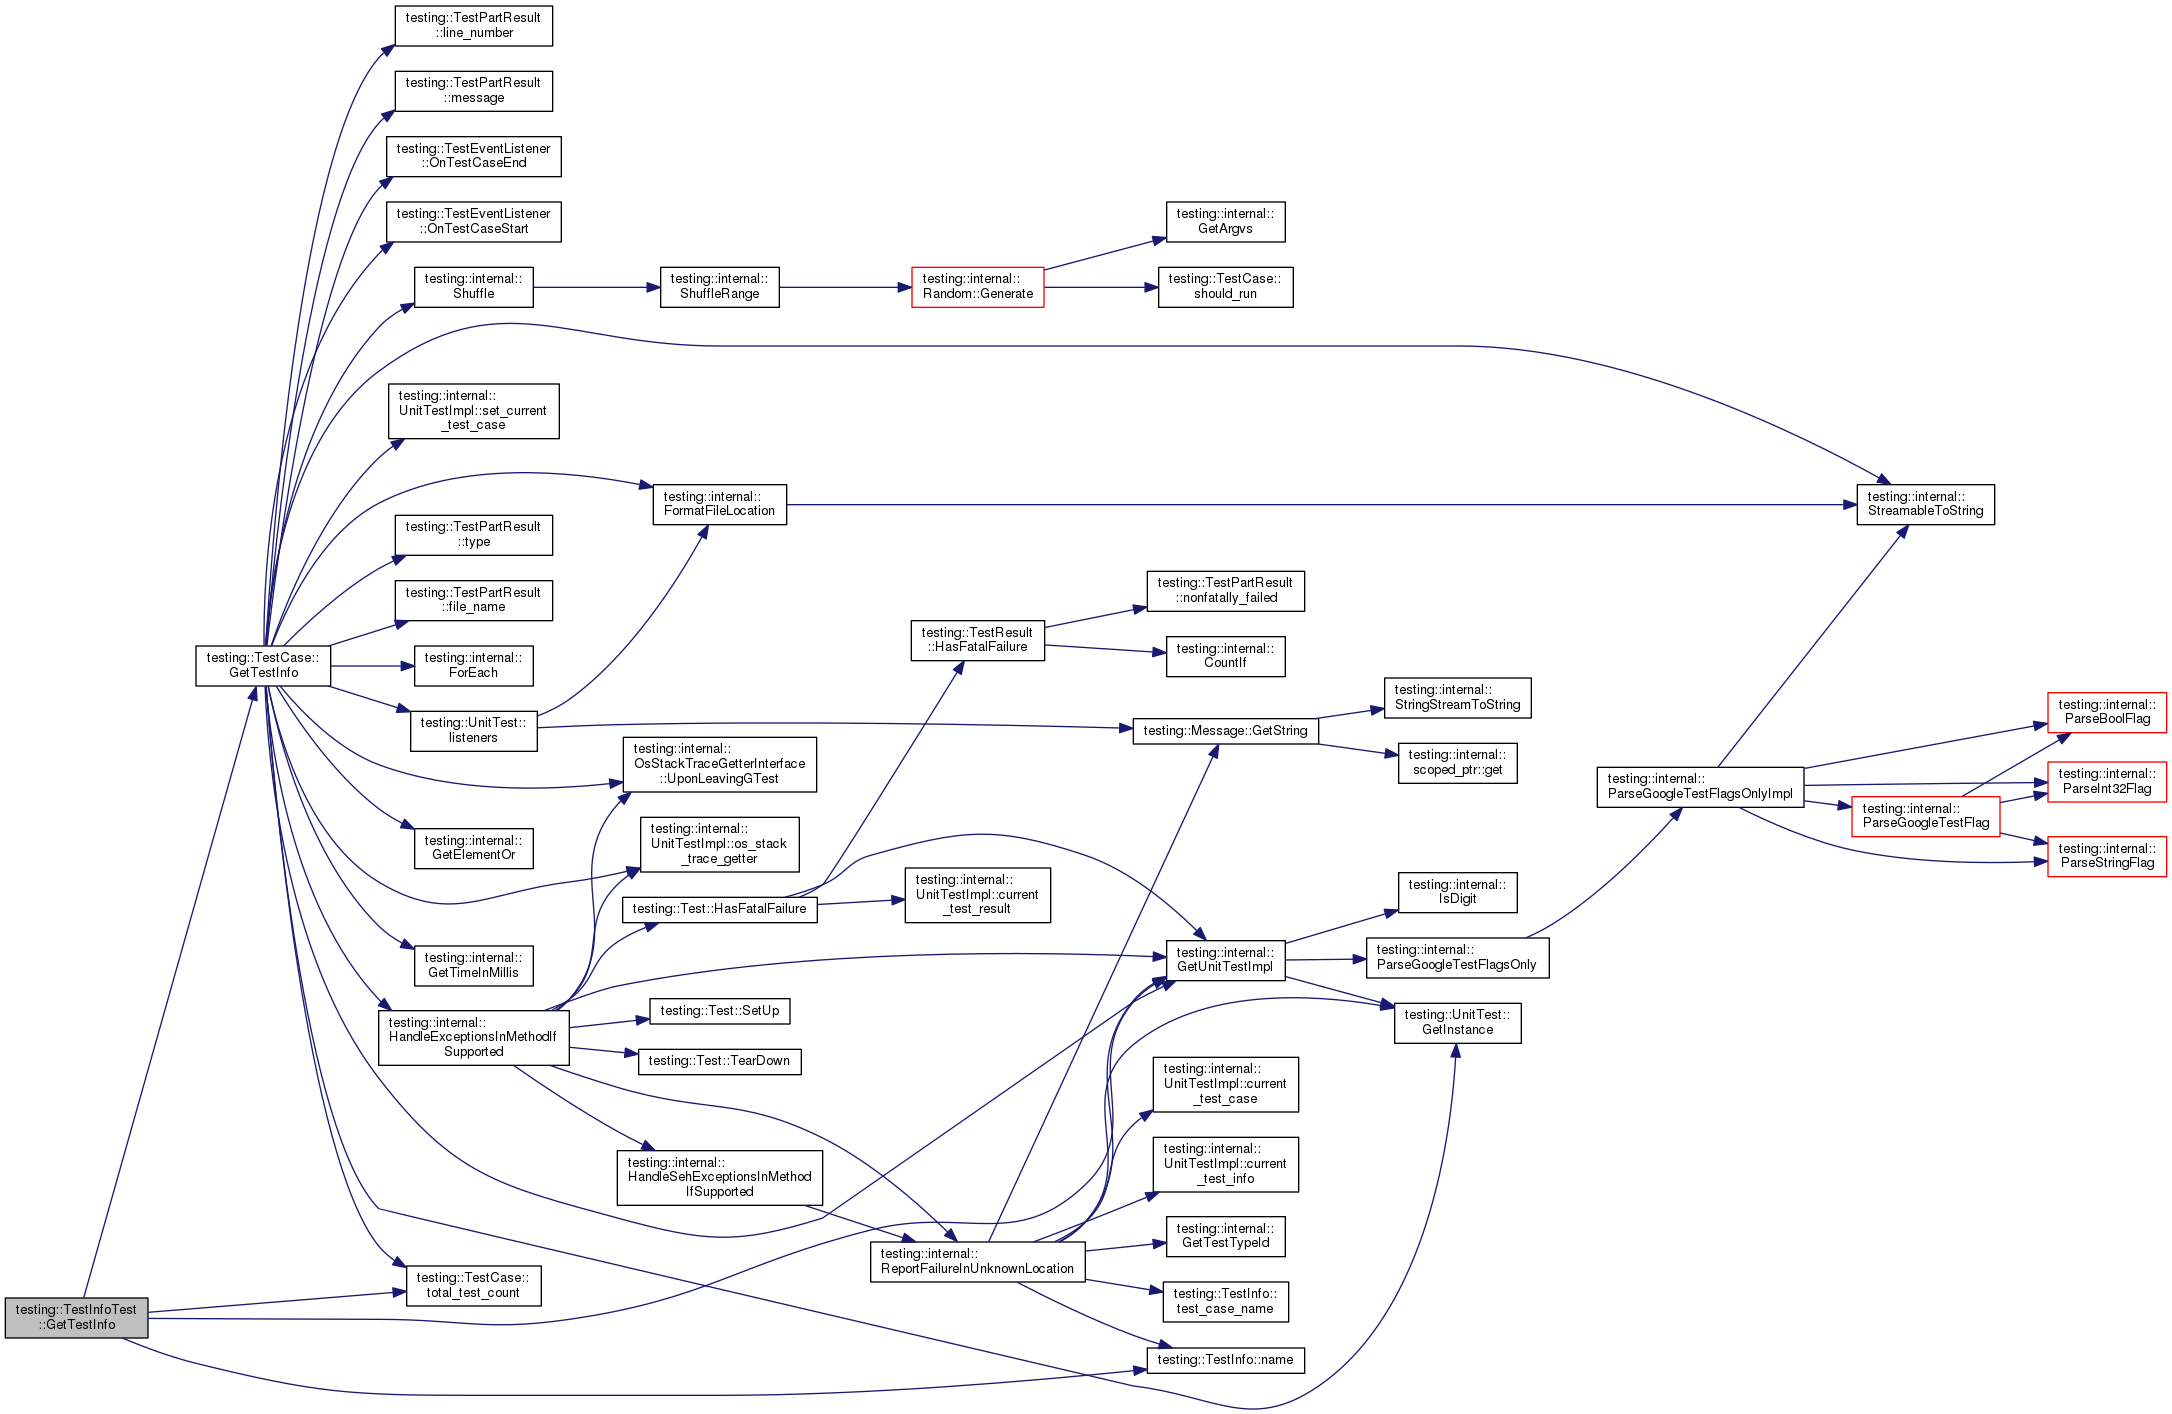 testing::TestPartResult
::line_number
testing::TestPartResult
::message
testing::TestEventListener
::OnTestCaseEnd
testing::TestEventListener
::OnTestCaseStart
testing::internal::
Shuffle
testing::internal::
ShuffleRange
testing::internal::
Random::Generate
testing::internal::
GetArgvs
testing::TestCase::
should_run
testing::internal::
UnitTestImpl::set_current
_test_case
testing::internal::
FormatFileLocation
testing::internal::
StreamableToString
testing::TestPartResult
::type
testing::TestPartResult
::file_name
testing::TestCase::
GetTestInfo
testing::internal::
ForEach
testing::UnitTest::
listeners
testing::TestResult
::HasFatalFailure
testing::TestPartResult
::nonfatally_failed
testing::internal::
CountIf
testing::Message::GetString
testing::internal::
StringStreamToString
testing::internal::
scoped_ptr::get
testing::internal::
OsStackTraceGetterInterface
::UponLeavingGTest
testing::internal::
ParseGoogleTestFlagsOnlyImpl
testing::internal::
ParseBoolFlag
testing::internal::
ParseInt32Flag
testing::internal::
ParseGoogleTestFlag
testing::internal::
ParseStringFlag
testing::internal::
GetElementOr
testing::internal::
UnitTestImpl::os_stack
_trace_getter
testing::Test::HasFatalFailure
testing::internal::
UnitTestImpl::current
_test_result
testing::internal::
IsDigit
testing::internal::
GetTimeInMillis
testing::internal::
GetUnitTestImpl
testing::internal::
ParseGoogleTestFlagsOnly
testing::internal::
HandleExceptionsInMethodIf
Supported
testing::Test::SetUp
testing::Test::TearDown
testing::UnitTest::
GetInstance
testing::internal::
UnitTestImpl::current
_test_case
testing::internal::
HandleSehExceptionsInMethod
IfSupported
testing::internal::
UnitTestImpl::current
_test_info
testing::internal::
ReportFailureInUnknownLocation
testing::internal::
GetTestTypeId
testing::TestCase::
total_test_count
testing::TestInfo::
test_case_name
testing::TestInfoTest
::GetTestInfo
testing::TestInfo::name